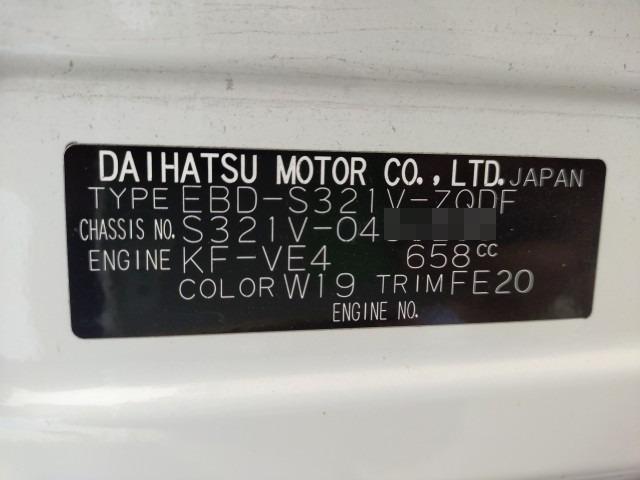 DAIHATSU MOTOR CO., LTD. JAPAN
TYPE EBD-S321V-ZQDF
CHASSIS NO. S321V-04
ENGINE KF-VE4 658cc
COLOR W19 TRIM FE20
ENGINE NO.